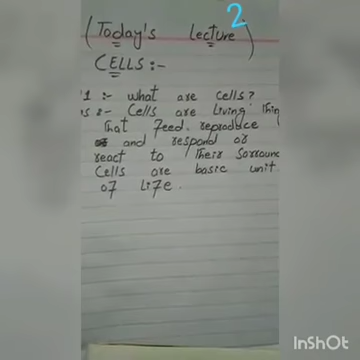 2
(Today's Lecture)
CELLS:-
1:- what are cells?
s:- Cells are living thin
That Feed, reproduce
and respond or
react to Their Sorroun
Cells are basic unit
of Life.
InShOt